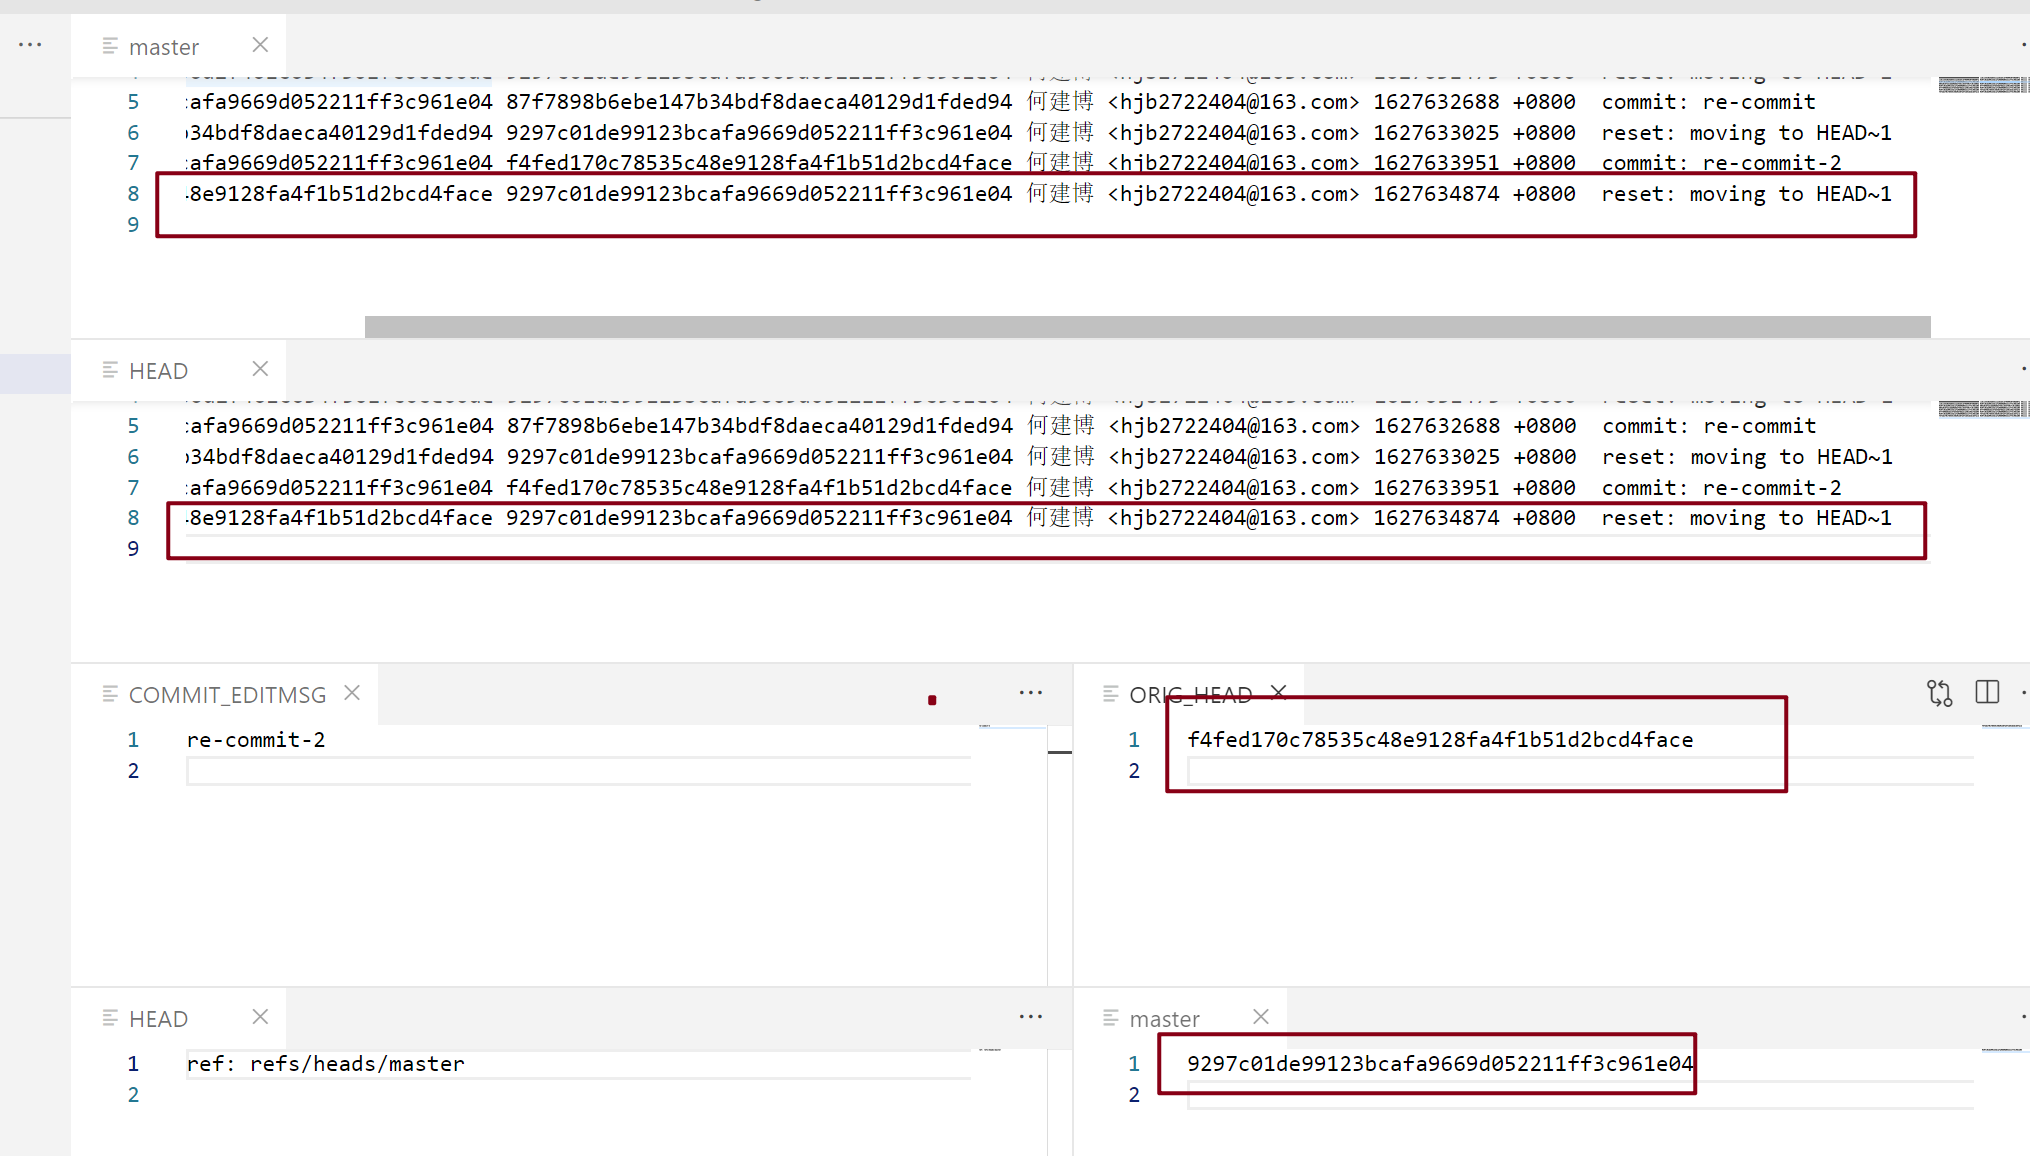 master
5 afa9669d052211ff3c961e04 87f7898b6ebe147b34bdf8daeca40129d1fded94 何建博 <hjb2722404@163.com> 1627632688 +0800 commit: re-commit
6 34bdf8daeca40129d1fded94 9297c01de99123bcafa9669d052211ff3c961e04 何建博 <hjb2722404@163.com> 1627633025 +0800 reset: moving to HEAD~1
7 afa9669d052211ff3c961e04 f4fed170c78535c48e9128fa4f1b51d2bcd4face 何建博 <hjb2722404@163.com> 1627633951 +0800 commit: re-commit-2
8 8e9128fa4f1b51d2bcd4face 9297c01de99123bcafa9669d052211ff3c961e04 何建博 <hjb2722404@163.com> 1627634874 +0800 reset: moving to HEAD~1
9
HEAD
5 afa9669d052211ff3c961e04 87f7898b6ebe147b34bdf8daeca40129d1fded94 何建博 <hjb2722404@163.com> 1627632688 +0800 commit: re-commit
6 34bdf8daeca40129d1fded94 9297c01de99123bcafa9669d052211ff3c961e04 何建博 <hjb2722404@163.com> 1627633025 +0800 reset: moving to HEAD~1
7 afa9669d052211ff3c961e04 f4fed170c78535c48e9128fa4f1b51d2bcd4face 何建博 <hjb2722404@163.com> 1627633951 +0800 commit: re-commit-2
8 8e9128fa4f1b51d2bcd4face 9297c01de99123bcafa9669d052211ff3c961e04 何建博 <hjb2722404@163.com> 1627634874 +0800 reset: moving to HEAD~1
9
COMMIT_EDITMSG
1 re-commit-2
2
ORIG_HEAD
1 f4fed170c78535c48e9128fa4f1b51d2bcd4face
2
HEAD
1 ref: refs/heads/master
2
master
1 9297c01de99123bcafa9669d052211ff3c961e04
2